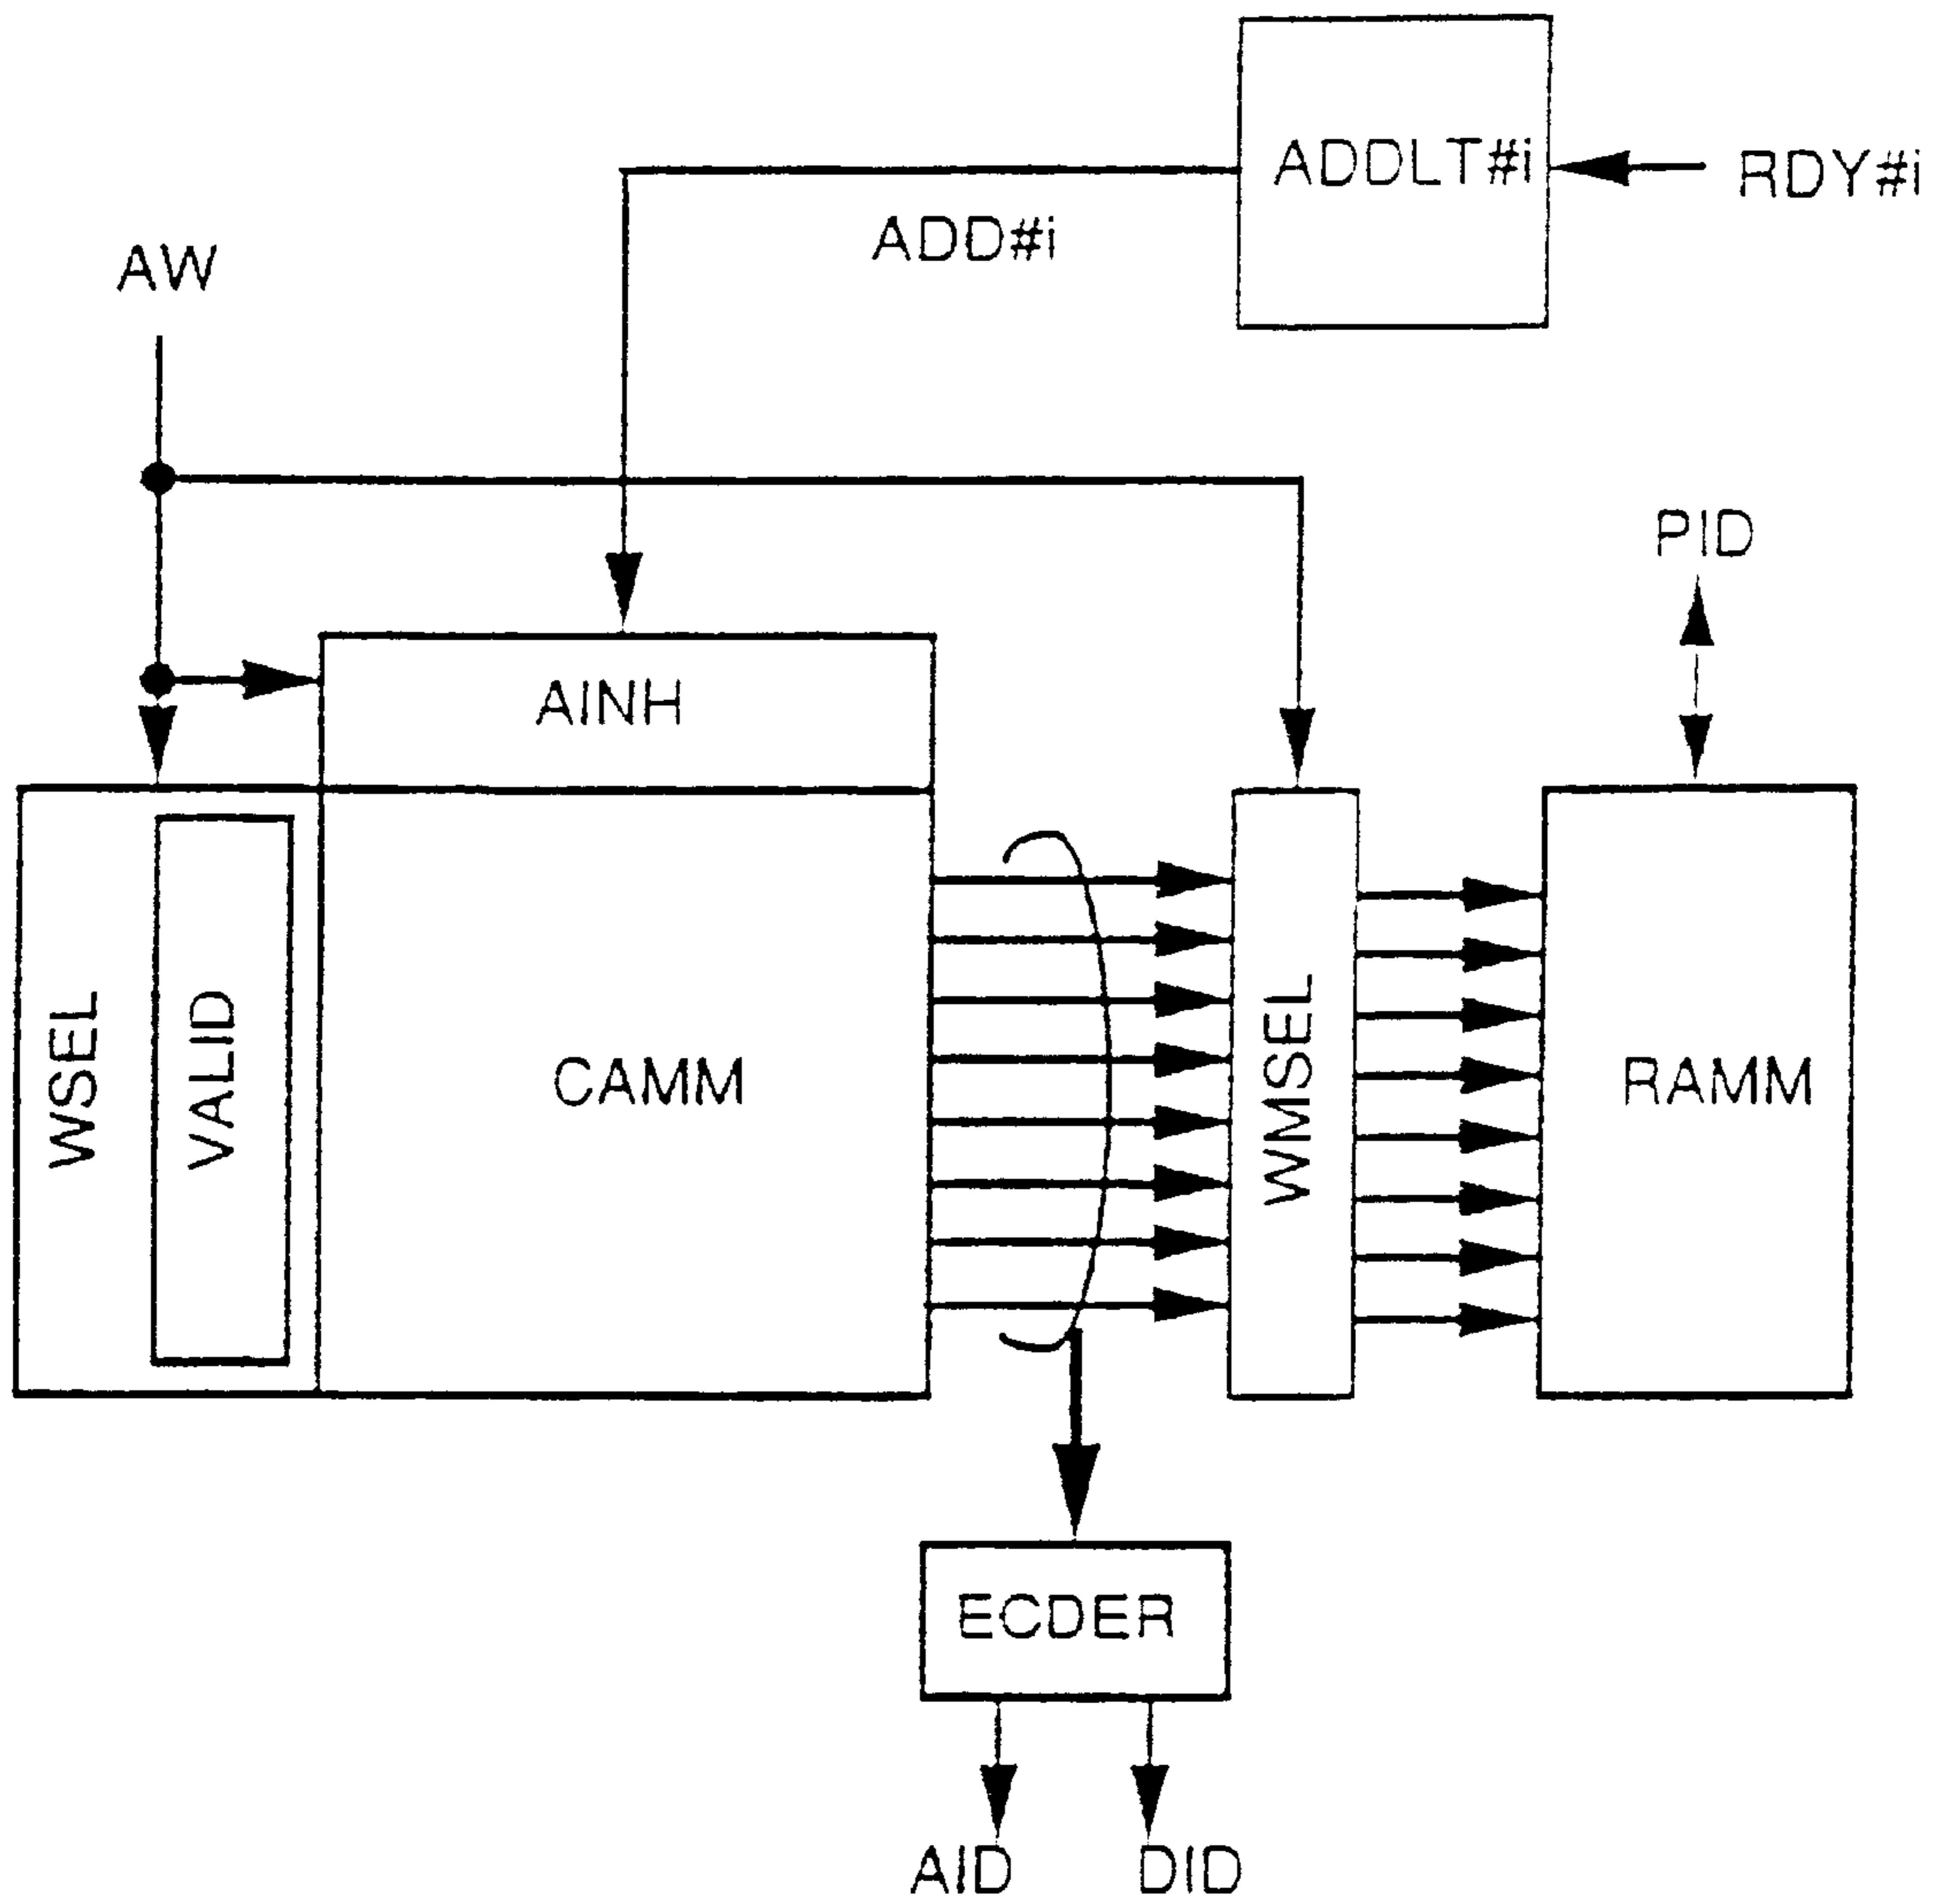 ADDLT#i
RDY#i
ADD#i
AW
PID
AINH
WSEL
VALID
CAMM
WMSEL
RAMM
ECDER
AID
DID